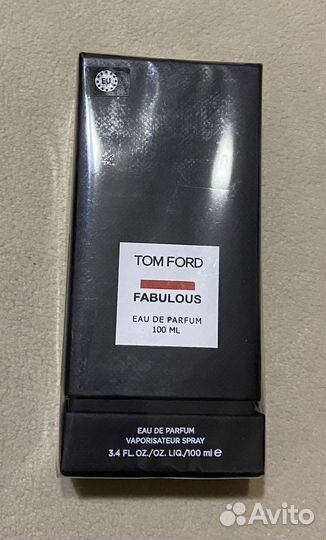 EU
TOM FORD
FABULOUS
EAU DE PARFUM
100 ML
EAU DE PARFUM
VAPORISATEUR SPRAY
3.4 FL. OZ./OZ. LIQ./100 ml e
Avito